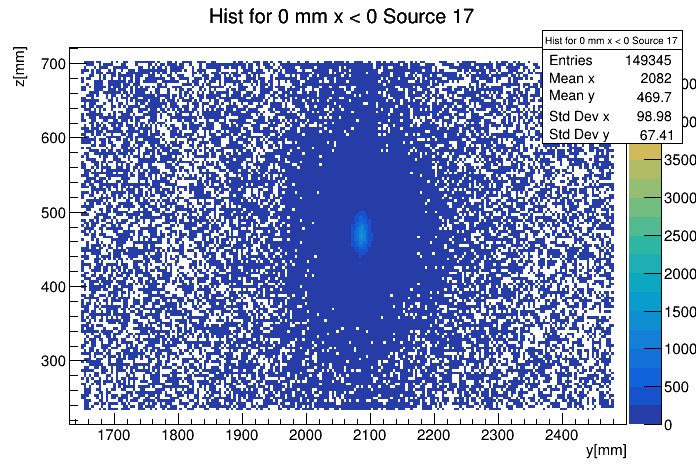 Hist for 0 mm x < 0 Source 17
Hist for 0 mm x < 0 Source 17
Entries 149345
Mean x 2082
Mean y 469.7
Std Dev x 98.98
Std Dev y 67.41
z[mm]
700
600
500
400
300
1700 1800 1900 2000 2100 2200 2300 2400
y[mm]
3500
3000
2500
2000
1500
1000
500
0